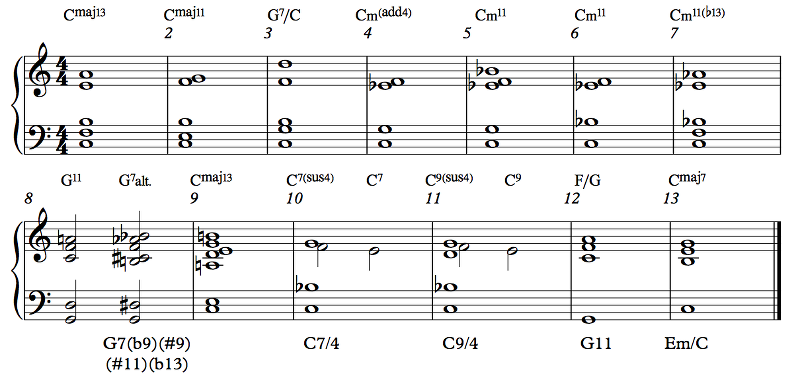 Cmaj13 Cmaj11 G7/C Cm(add4) Cm11 Cm11 Cm11(♭13)
2 3 4 5 6 7
4 4
4 4
G11 G7alt. Cmaj13 C7(sus4) C7 C9(sus4) C9 F/G Cmaj7
8 9 10 11 12 13
G7(b9)(#9) C7/4 C9/4 G11 Em/C
(#11)(b13)